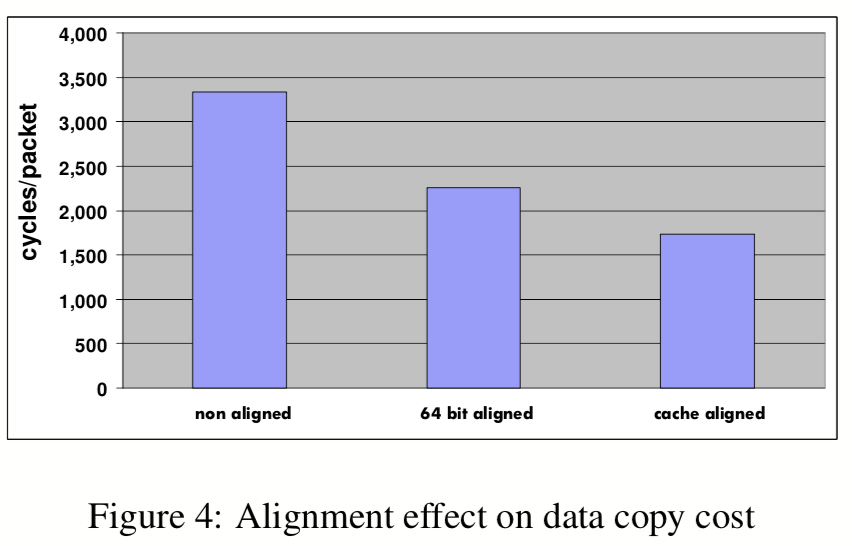 4,000
3,500
3,000
2,500
2,000
1,500
1,000
500
0
cycles/packet
non aligned
64 bit aligned
cache aligned
Figure 4: Alignment effect on data copy cost